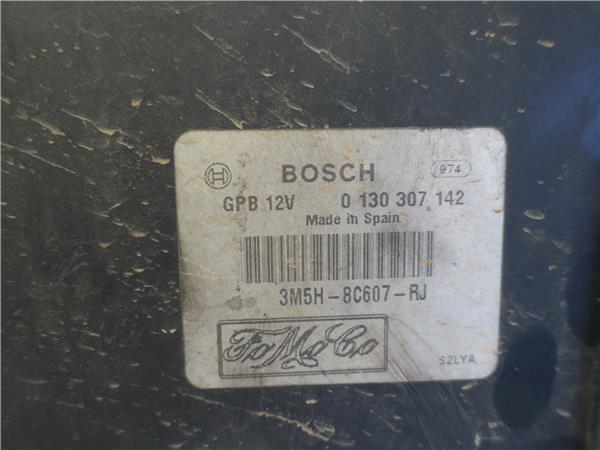 BOSCH 974
GPB 12V 0 130 307 142
Made in Spain
3M5H-8C607-RJ
FoMoCo
S2LYA